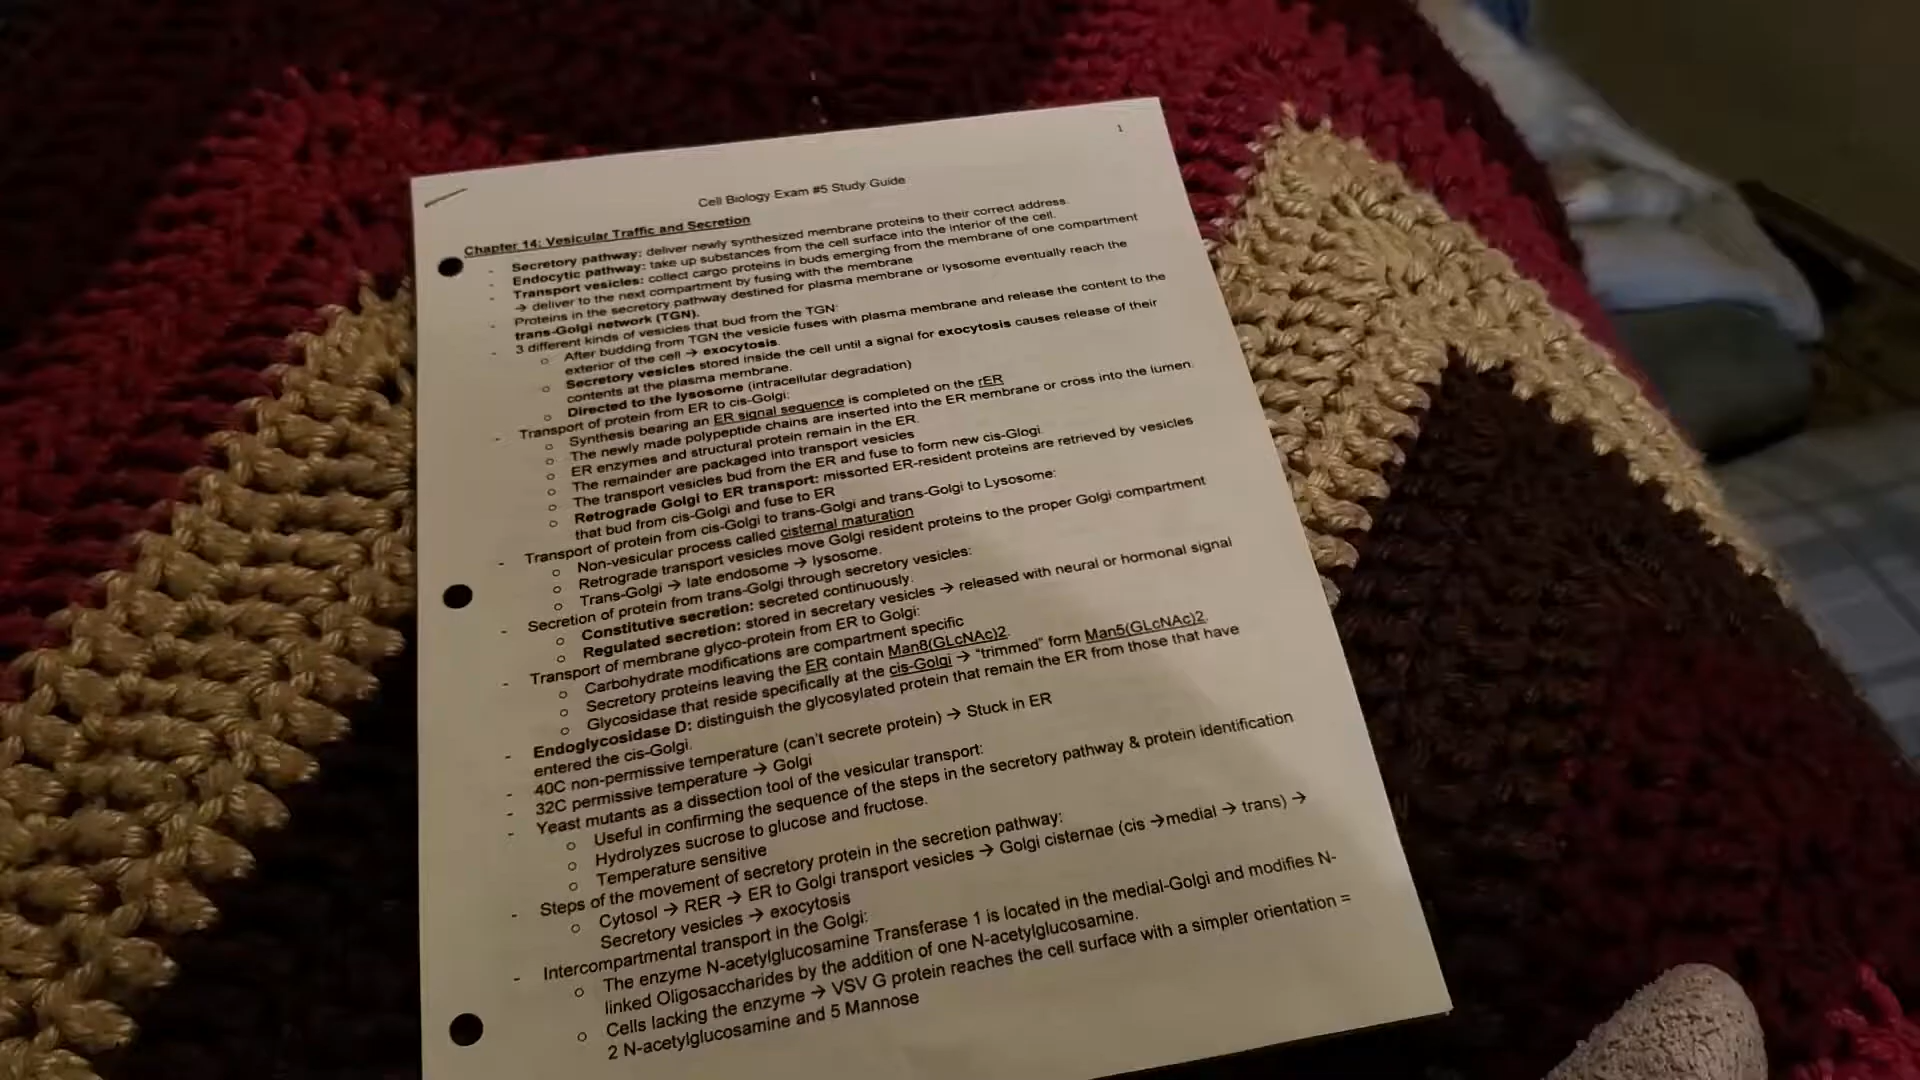 1
Cell Biology Exam #5 Study Guide
Chapter 14: Vesicular Traffic and Secretion
- Secretory pathway: deliver newly synthesized membrane proteins to their correct address.
- Endocytic pathway: take up substances from the cell surface into the interior of the cell.
- Transport vesicles: collect cargo proteins in buds emerging from the membrane of one compartment
→ deliver to the next compartment by fusing with the membrane
- Proteins in the secretory pathway destined for plasma membrane or lysosome eventually reach the
trans-Golgi network (TGN).
- 3 different kinds of vesicles that bud from the TGN:
o After budding from TGN the vesicle fuses with plasma membrane and release the content to the
exterior of the cell → exocytosis.
o Secretory vesicles stored inside the cell until a signal for exocytosis causes release of their
contents at the plasma membrane.
o Directed to the lysosome (intracellular degradation)
- Transport of protein from ER to cis-Golgi:
o Synthesis bearing an ER signal sequence is completed on the rER
o The newly made polypeptide chains are inserted into the ER membrane or cross into the lumen.
o ER enzymes and structural protein remain in the ER.
o The remainder are packaged into transport vesicles
o The transport vesicles bud from the ER and fuse to form new cis-Glogi.
o Retrograde Golgi to ER transport: missorted ER-resident proteins are retrieved by vesicles
that bud from cis-Golgi and fuse to ER
- Transport of protein from cis-Golgi to trans-Golgi and trans-Golgi to Lysosome:
o Non-vesicular process called cisternal maturation
o Retrograde transport vesicles move Golgi resident proteins to the proper Golgi compartment
o Trans-Golgi → late endosome → lysosome.
- Secretion of protein from trans-Golgi through secretory vesicles:
o Constitutive secretion: secreted continuously.
o Regulated secretion: stored in secretary vesicles → released with neural or hormonal signal
- Transport of membrane glyco-protein from ER to Golgi:
o Carbohydrate modifications are compartment specific
o Secretory proteins leaving the ER contain Man8(GLcNAc)2.
o Glycosidase that reside specifically at the cis-Golgi → “trimmed” form Man5(GLcNAc)2.
- Endoglycosidase D: distinguish the glycosylated protein that remain the ER from those that have
entered the cis-Golgi.
- 40C non-permissive temperature (can't secrete protein) → Stuck in ER
- 32C permissive temperature → Golgi
- Yeast mutants as a dissection tool of the vesicular transport:
o Useful in confirming the sequence of the steps in the secretory pathway & protein identification
o Hydrolyzes sucrose to glucose and fructose.
o Temperature sensitive
- Steps of the movement of secretory protein in the secretion pathway:
o Cytosol → RER → ER to Golgi transport vesicles → Golgi cisternae (cis →medial → trans) →
Secretory vesicles → exocytosis
- Intercompartmental transport in the Golgi:
o The enzyme N-acetylglucosamine Transferase 1 is located in the medial-Golgi and modifies N-
linked Oligosaccharides by the addition of one N-acetylglucosamine.
o Cells lacking the enzyme → VSV G protein reaches the cell surface with a simpler orientation =
2 N-acetylglucosamine and 5 Mannose